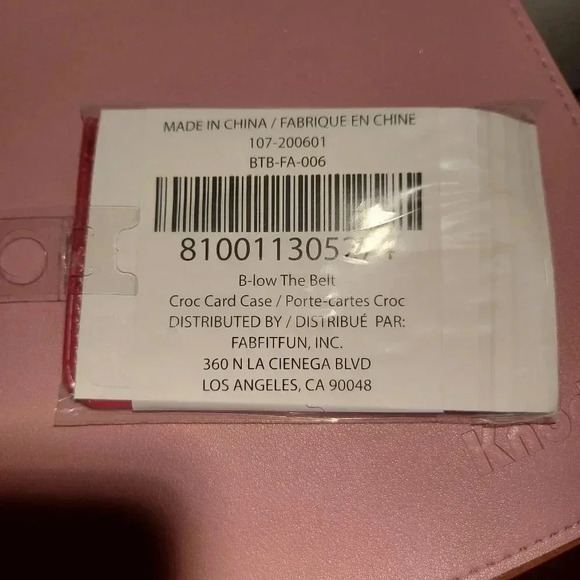 MADE IN CHINA / FABRIQUE EN CHINE
107-200601
BTB-FA-006
B-low The Belt
Croc Card Case / Porte-cartes Croc
DISTRIBUTED BY / DISTRIBUÉ PAR:
FABFITFUN, INC.
360 N LA CIENEGA BLVD
LOS ANGELES, CA 90048